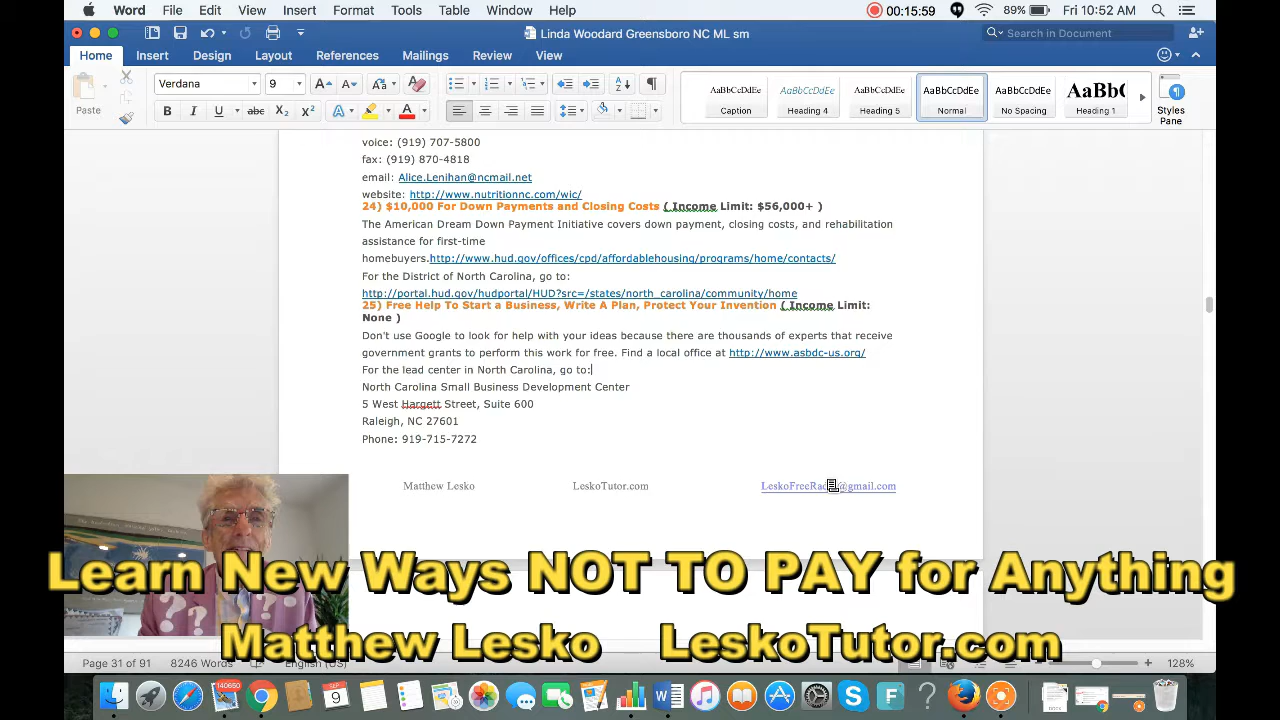 Word File Edit View Insert Format Tools Table Window Help 00:15:59 89% Fri 10:52 AM
Linda Woodard Greensboro NC ML sm
Search in Document
Home Insert Design Layout References Mailings Review View
Paste
Verdana 9
AaBbCcDdEe AaBbCcDdEe AaBbCcDdEe AaBbCcDdEe AaBbCcDdEe AaBbC
Caption Heading 4 Heading 5 Normal No Spacing Heading 1
Styles Pane
voice: (919) 707-5800
fax: (919) 870-4818
email: Alice.Lenihan@ncmail.net
website: http://www.nutritionnc.com/wic/
24) $10,000 For Down Payments and Closing Costs ( Income Limit: $56,000+ )
The American Dream Down Payment Initiative covers down payment, closing costs, and rehabilitation
assistance for first-time
homebuyers.http://www.hud.gov/offices/cpd/affordablehousing/programs/home/contacts/
For the District of North Carolina, go to:
http://portal.hud.gov/hudportal/HUD?src=/states/north_carolina/community/home
25) Free Help To Start a Business, Write A Plan, Protect Your Invention ( Income Limit:
None )
Don't use Google to look for help with your ideas because there are thousands of experts that receive
government grants to perform this work for free. Find a local office at http://www.asbdc-us.org/
For the lead center in North Carolina, go to:
North Carolina Small Business Development Center
5 West Hargett Street, Suite 600
Raleigh, NC 27601
Phone: 919-715-7272
Matthew Lesko LeskoTutor.com
Learn New Ways NOT TO PAY for Anything
Matthew Lesko LeskoTutor.com
Page 31 of 91 8246 Words English (US) 128%
140650
SEP
9